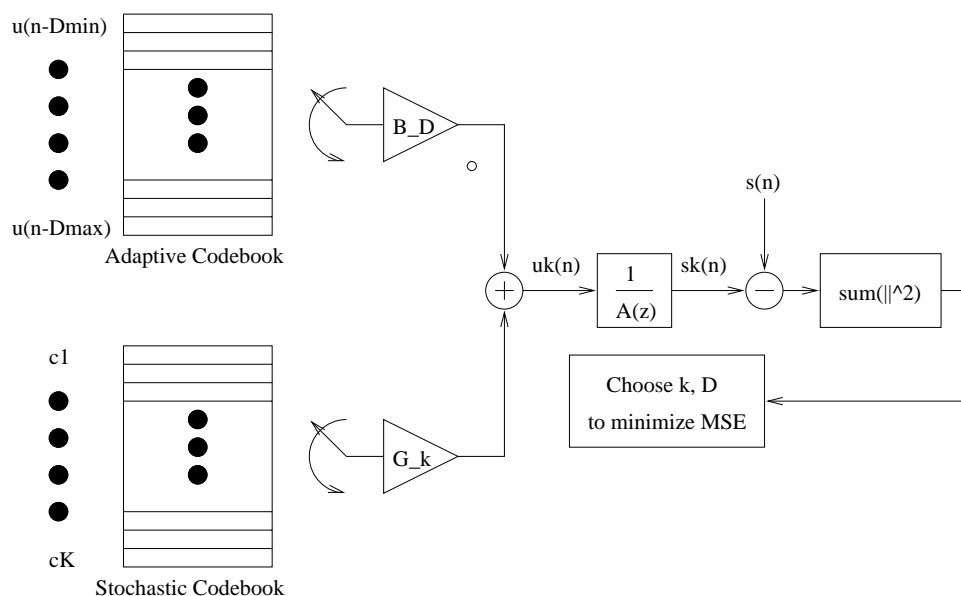 u(n-Dmin)
u(n-Dmax)
Adaptive Codebook
B_D
s(n)
uk(n)
1
A(z)
sk(n)
+
−
sum(||^2)
Choose k, D
to minimize MSE
c1
cK
G_k
Stochastic Codebook